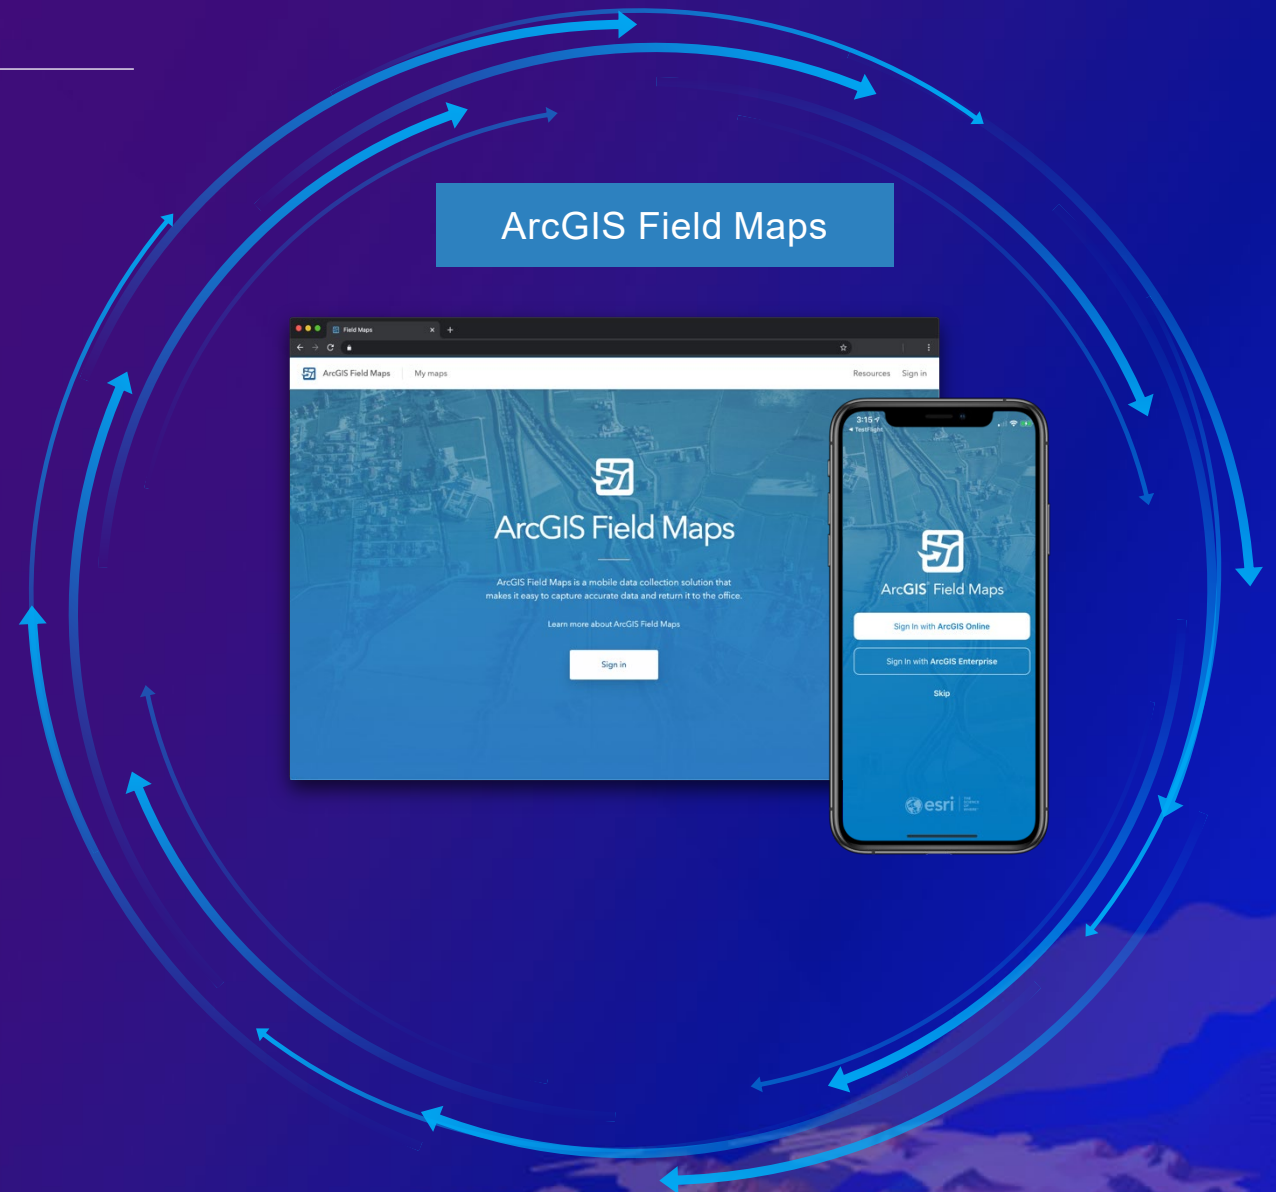 ArcGIS Field Maps
Field Maps
ArcGIS Field Maps
My maps
Resources
Sign in
ArcGIS Field Maps
ArcGIS Field Maps is a mobile data collection solution that
makes it easy to capture accurate data and return it to the office.
Learn more about ArcGIS Field Maps
Sign in
3:15
TestFlight
ArcGIS® Field Maps
Sign In with ArcGIS Online
Sign In with ArcGIS Enterprise
Skip
esri